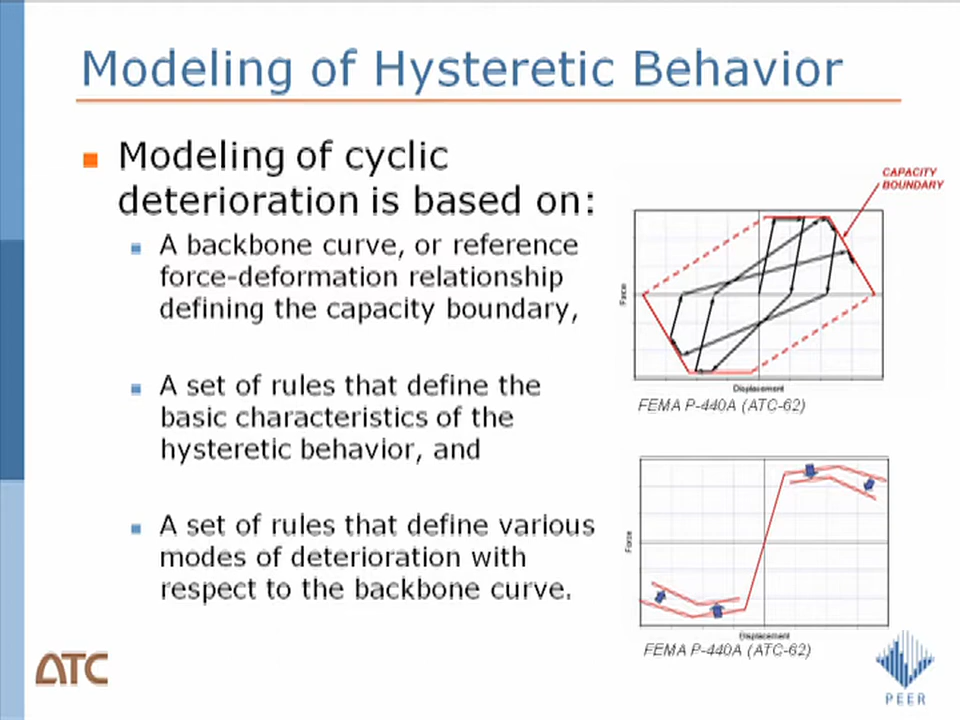 Modeling of Hysteretic Behavior
Modeling of cyclic
deterioration is based on:
A backbone curve, or reference
force-deformation relationship
defining the capacity boundary,
A set of rules that define the
basic characteristics of the
hysteretic behavior, and
A set of rules that define various
modes of deterioration with
respect to the backbone curve.
CAPACITY
BOUNDARY
Force
Displacement
FEMA P-440A (ATC-62)
Force
Displacement
FEMA P-440A (ATC-62)
ATC
PEER